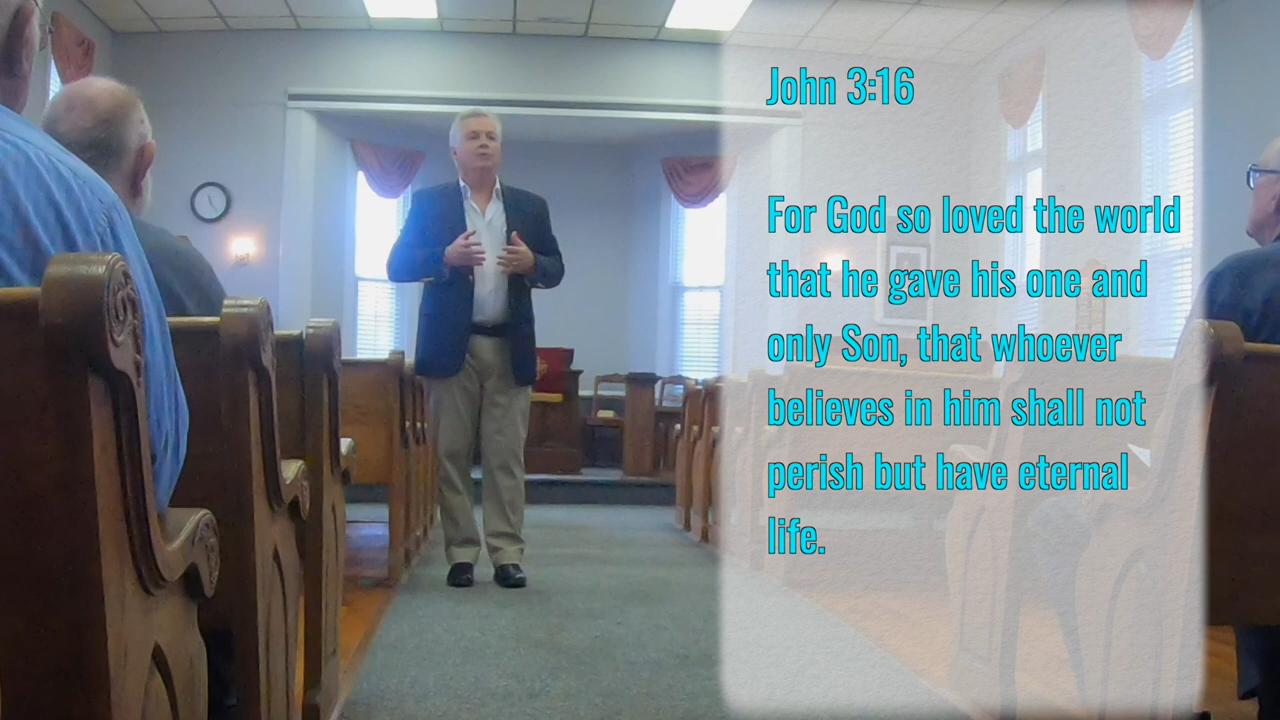 John 3:16
For God so loved the world
that he gave his one and
only Son, that whoever
believes in him shall not
perish but have eternal
life.